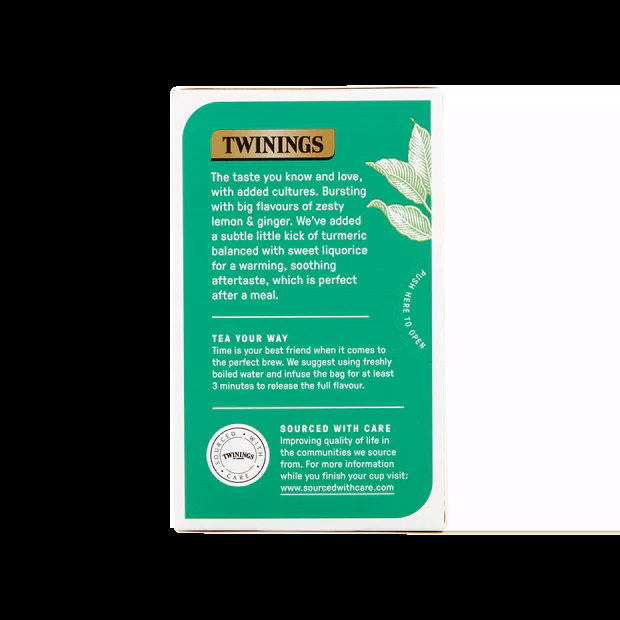 TWININGS
The taste you know and love,
with added cultures. Bursting
with big flavours of zesty
lemon & ginger. We've added
a subtle little kick of turmeric
balanced with sweet liquorice
for a warming, soothing
aftertaste, which is perfect
after a meal.
PUSH HERE TO OPEN
TEA YOUR WAY
Time is your best friend when it comes to
the perfect brew. We suggest using freshly
boiled water and infuse the bag for at least
3 minutes to release the full flavour.
SOURCED • WITH • CARE •
TWININGS
SOURCED WITH CARE
Improving quality of life in
the communities we source
from. For more information
while you finish your cup visit:
www.sourcedwithcare.com